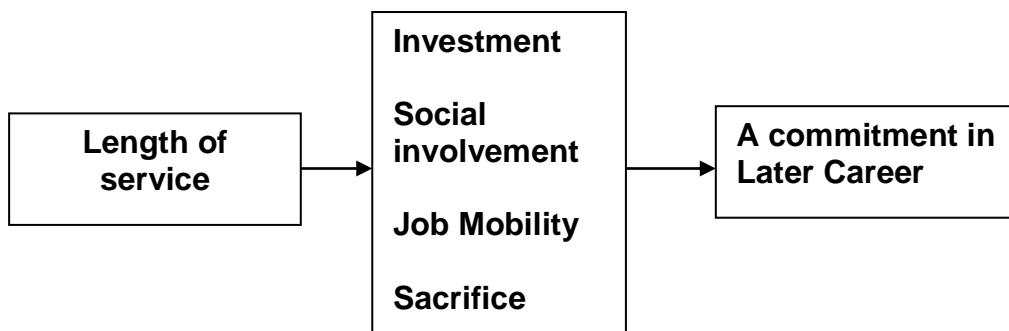 Length of
service
Investment
Social
involvement
Job Mobility
Sacrifice
A commitment in
Later Career